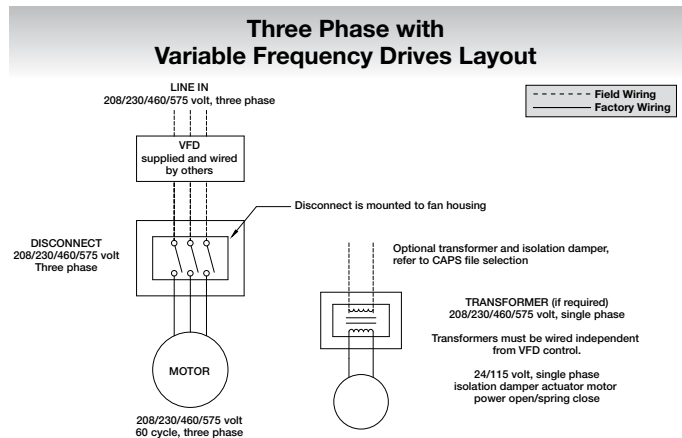 Three Phase with
Variable Frequency Drives Layout
LINE IN
208/230/460/575 volt, three phase
Field Wiring
Factory Wiring
VFD
supplied and wired
by others
Disconnect is mounted to fan housing
DISCONNECT
208/230/460/575 volt
Three phase
Optional transformer and isolation damper,
refer to CAPS file selection
TRANSFORMER (if required)
208/230/460/575 volt, single phase
Transformers must be wired independent
from VFD control.
24/115 volt, single phase
isolation damper actuator motor
power open/spring close
MOTOR
208/230/460/575 volt
60 cycle, three phase